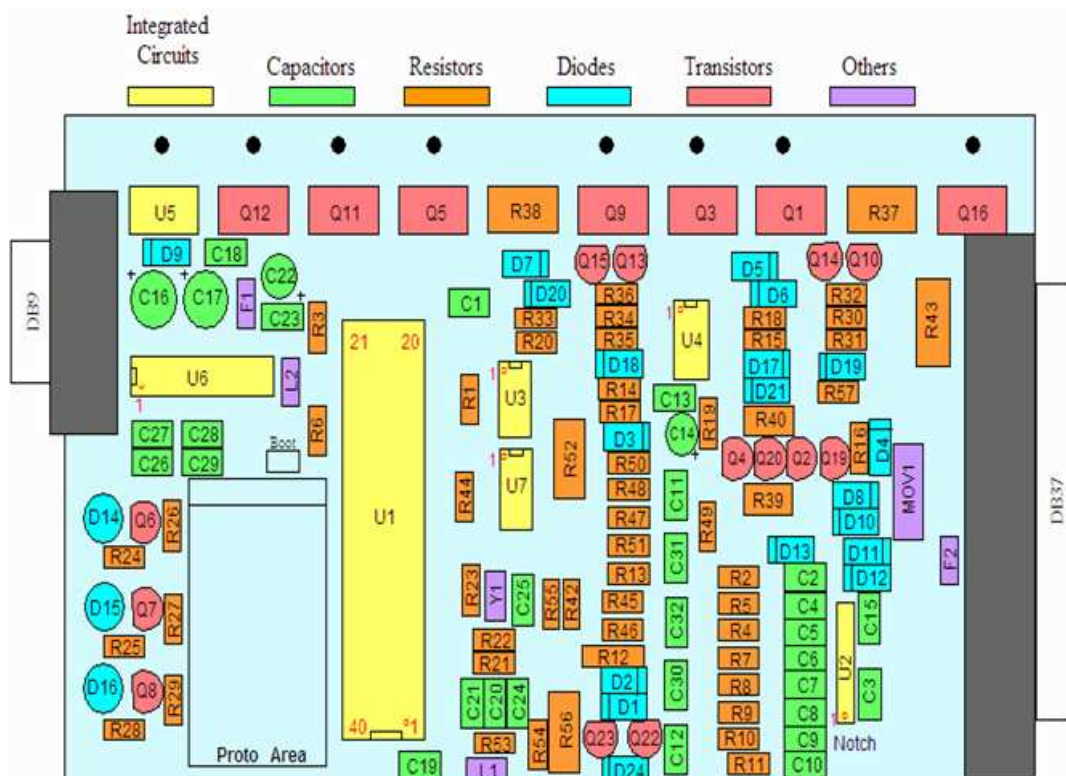 Integrated
Circuits
Capacitors
Resistors
Diodes
Transistors
Others
U5
Q12
Q11
Q5
R38
Q9
Q3
Q1
R37
Q16
DB9
DB37
D9
C18
C16
C17
+
+
C22
+
F1
C23
R3
C1
D7
D20
R33
R20
Q15
Q13
R36
R34
R35
D18
R14
R17
D3
R50
R48
R47
R51
R13
R45
R46
R12
D2
D1
Q23
Q22
D24
U4
1
C13
C14
+
R19
C11
R49
C31
C32
C30
C12
D5
D6
R18
R15
D17
D21
R40
Q4
Q20
Q2
Q19
R39
D13
Q14
Q10
R32
R30
R31
D19
R57
R16
D4
R43
MOV1
D8
D10
D11
D12
F2
U6
1
L2
R6
C27
C28
C26
C29
Boot
21
20
U1
40
1
R1
U3
1
U7
1
R44
R52
R23
Y1
C25
R55
R42
R22
R21
C21
C20
C24
R53
R54
R56
L1
C19
D14
Q6
R26
R24
D15
Q7
R27
R25
D16
Q8
R29
R28
Proto Area
R2
R5
R4
R7
R8
R9
R10
R11
C2
C4
C5
C6
C7
C8
C9
C10
U2
1
C15
C3
Notch